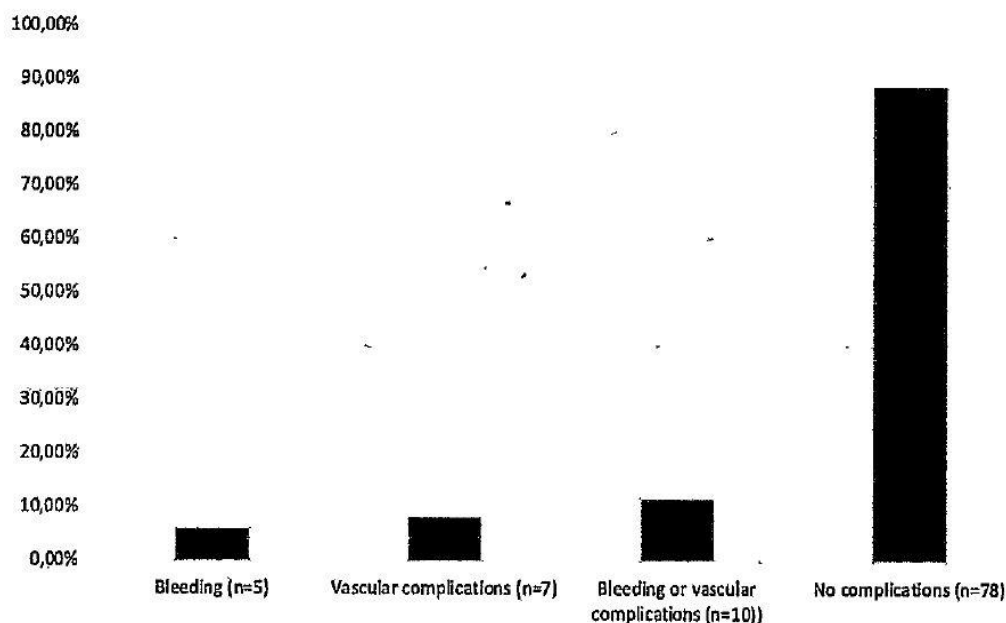 100,00%
90,00%
80,00%
70,00%
60,00%
50,00%
40,00%
30,00%
20,00%
10,00%
0,00%
Bleeding (n=5)
Vascular complications (n=7)
Bleeding or vascular
complications (n=10))
No complications (n=78)